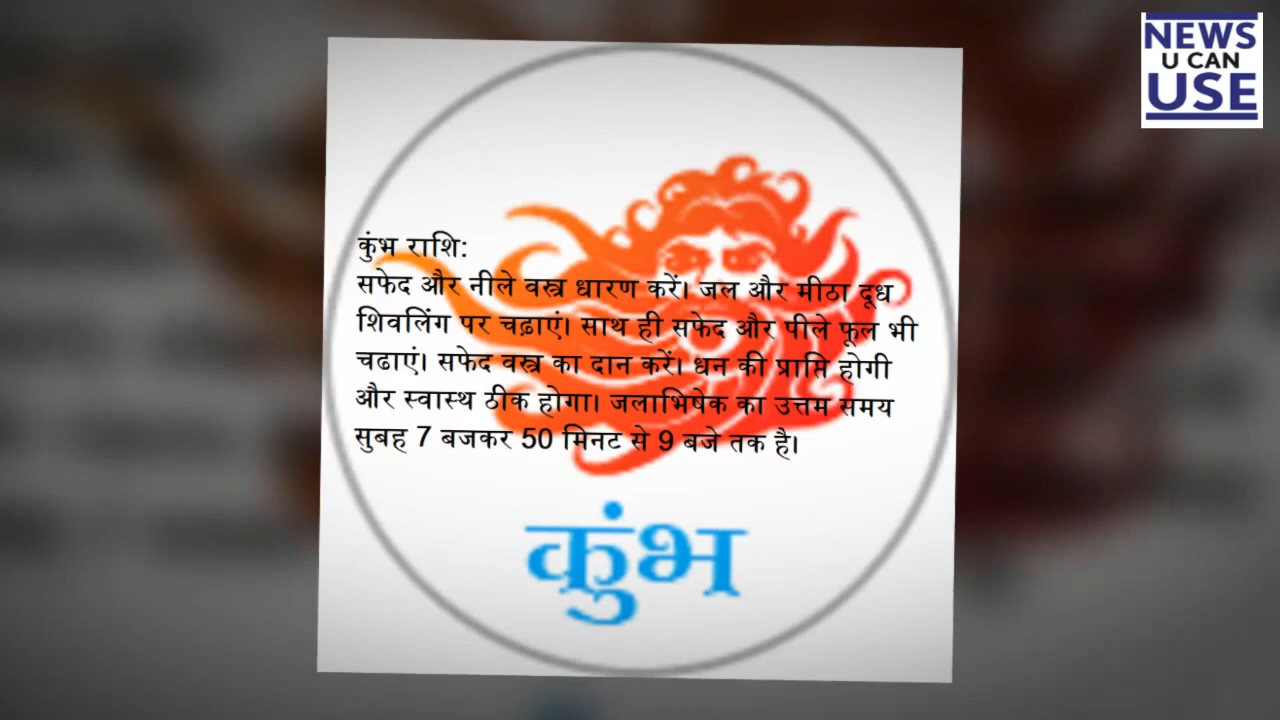 NEWS
U CAN
USE
कुंभ राशि:
सफेद और नीले वस्त्र धारण करें। जल और मीठा दूध
शिवलिंग पर चढ़ाएं। साथ ही सफेद और पीले फूल भी
चढाएं। सफेद वस्त्र का दान करें। धन की प्राप्ति होगी
और स्वास्थ ठीक होगा। जलाभिषेक का उत्तम समय
सुबह 7 बजकर 50 मिनट से 9 बजे तक है।
कुंभ